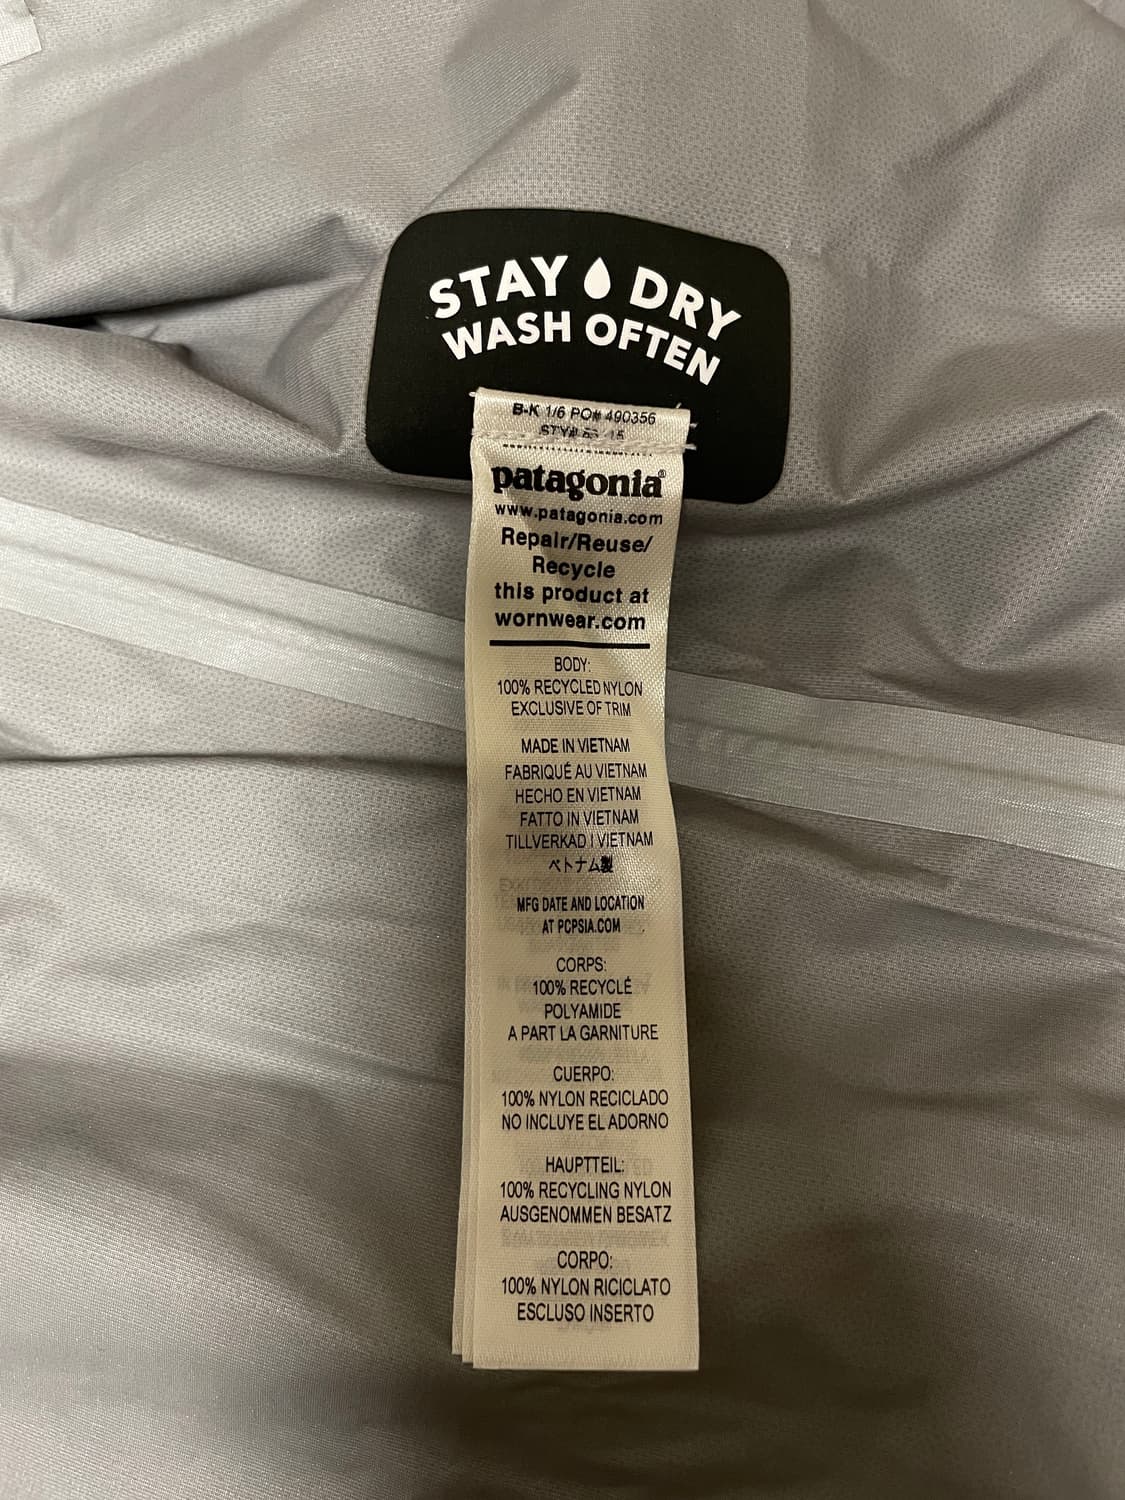 STAY DRY
WASH OFTEN
B-K 1/6 PO# 490356
STY#
patagonia®
www.patagonia.com
Repair/Reuse/
Recycle
this product at
wornwear.com
BODY:
100% RECYCLED NYLON
EXCLUSIVE OF TRIM
MADE IN VIETNAM
FABRIQUÉ AU VIETNAM
HECHO EN VIETNAM
FATTO IN VIETNAM
TILLVERKAD I VIETNAM
ベトナム製
MFG DATE AND LOCATION
AT PCPSIA.COM
CORPS:
100% RECYCLÉ
POLYAMIDE
A PART LA GARNITURE
CUERPO:
100% NYLON RECICLADO
NO INCLUYE EL ADORNO
HAUPTTEIL:
100% RECYCLING NYLON
AUSGENOMMEN BESATZ
CORPO:
100% NYLON RICICLATO
ESCLUSO INSERTO